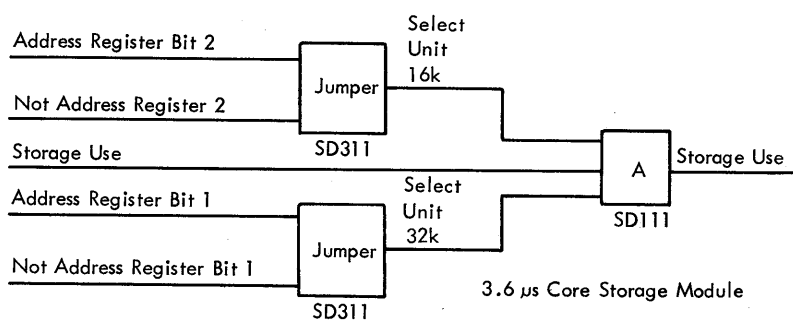 Address Register Bit 2
Select
Unit
16k
Jumper
Not Address Register 2
SD311
Storage Use
A
Storage Use
Address Register Bit 1
Select
Unit
32k
SD111
Jumper
Not Address Register Bit 1
3.6 μs Core Storage Module
SD311